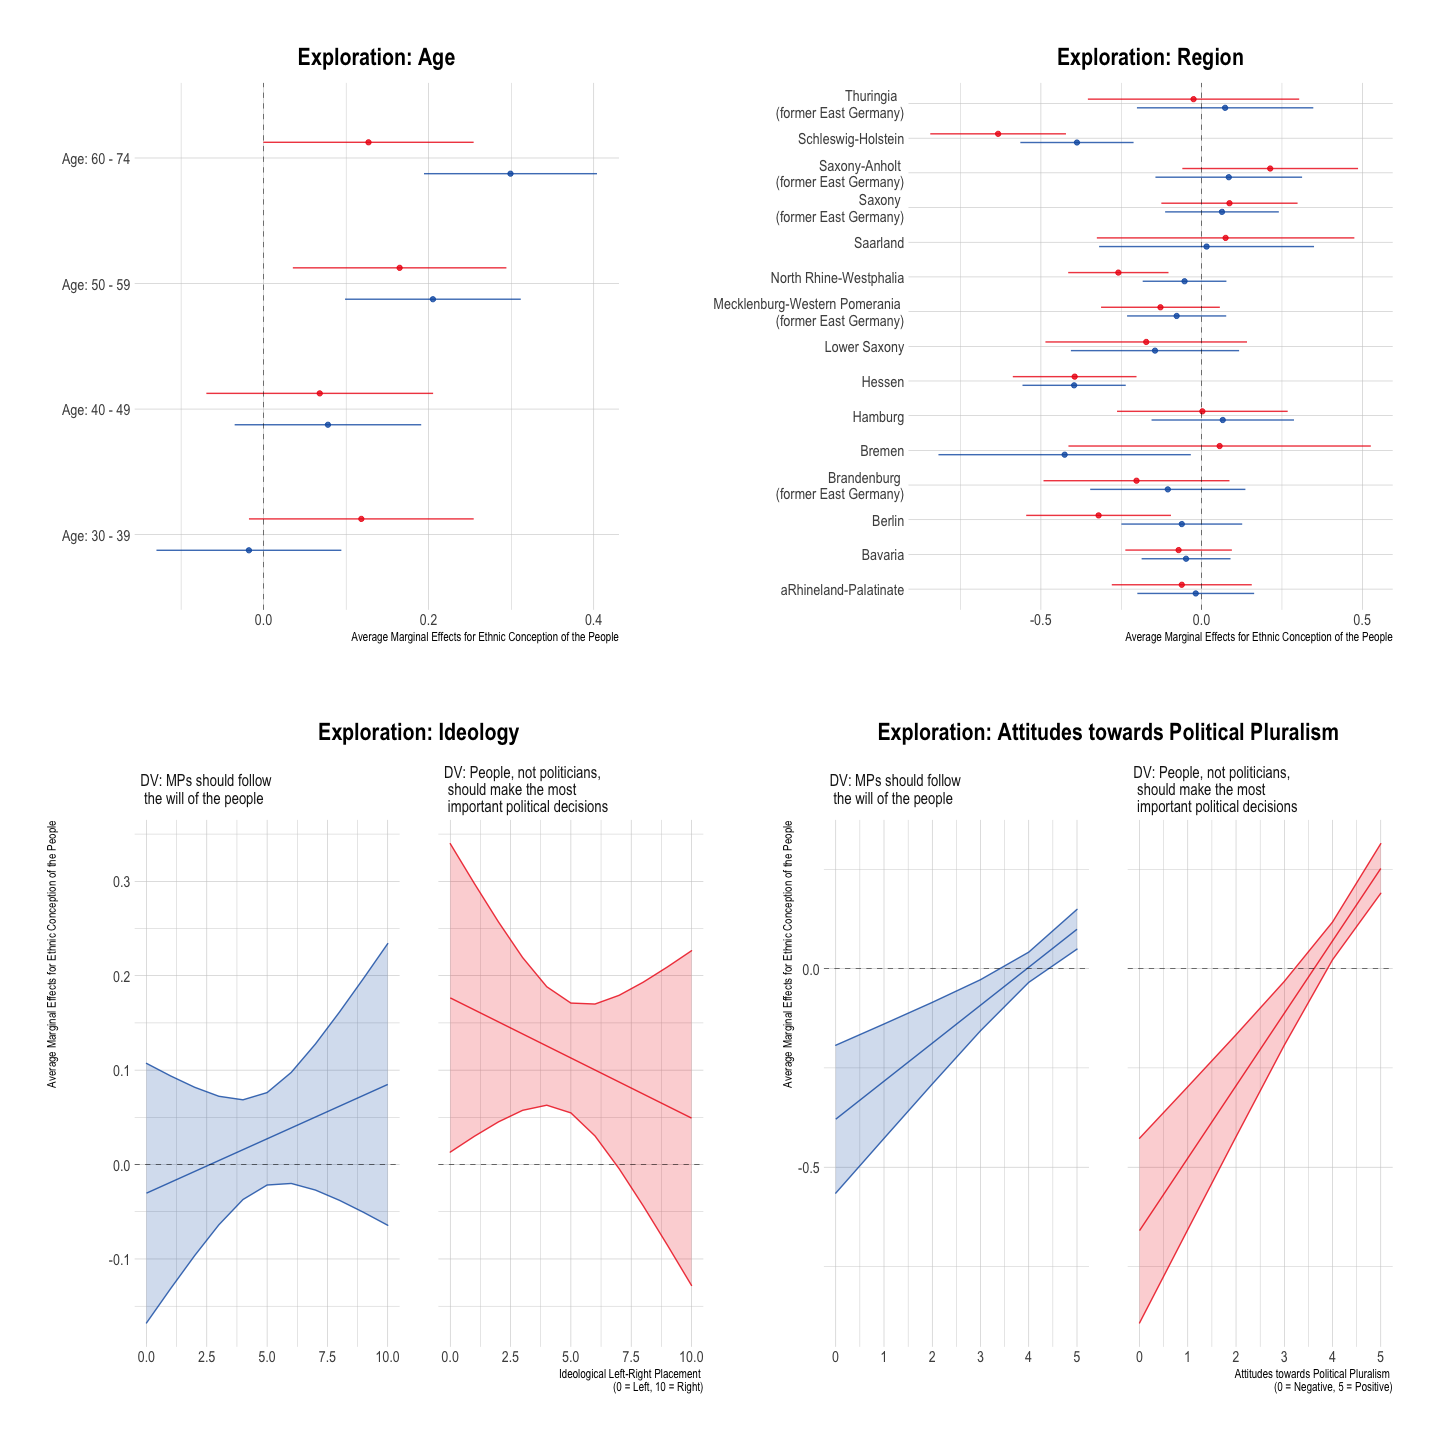 Exploration: Age
Age: 60 - 74
Age: 50 - 59
Age: 40 - 49
Age: 30 - 39
0.0
0.2
0.4
Average Marginal Effects for Ethnic Conception of the People
Exploration: Region
Thuringia
(former East Germany)
Schleswig-Holstein
Saxony-Anholt
(former East Germany)
Saxony
(former East Germany)
Saarland
North Rhine-Westphalia
Mecklenburg-Western Pomerania
(former East Germany)
Lower Saxony
Hessen
Hamburg
Bremen
Brandenburg
(former East Germany)
Berlin
Bavaria
aRhineland-Palatinate
-0.5
0.0
0.5
Average Marginal Effects for Ethnic Conception of the People
Exploration: Ideology
DV: MPs should follow
the will of the people
DV: People, not politicians,
should make the most
important political decisions
Average Marginal Effects for Ethnic Conception of the People
0.3
0.2
0.1
0.0
-0.1
0.0
2.5
5.0
7.5
10.0
0.0
2.5
5.0
7.5
10.0
Ideological Left-Right Placement
(0 = Left, 10 = Right)
Exploration: Attitudes towards Political Pluralism
DV: MPs should follow
the will of the people
DV: People, not politicians,
should make the most
important political decisions
Average Marginal Effects for Ethnic Conception of the People
0.0
-0.5
0
1
2
3
4
5
0
1
2
3
4
5
Attitudes towards Political Pluralism
(0 = Negative, 5 = Positive)